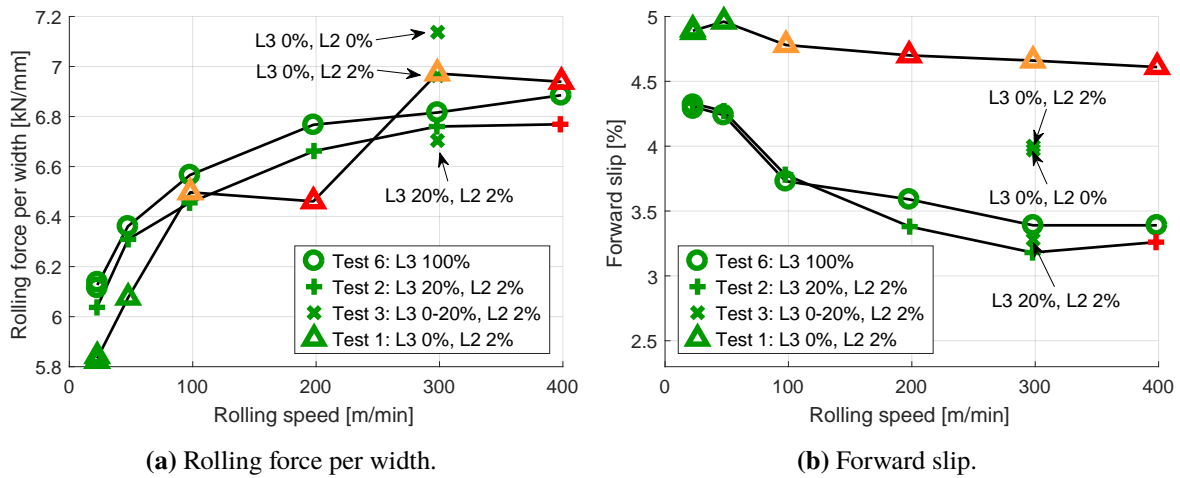 7.2
7
6.8
6.6
6.4
6.2
6
5.8
0
100
200
300
400
Rolling force per width [kN/mm]
Rolling speed [m/min]
L3 0%, L2 0%
L3 0%, L2 2%
L3 20%, L2 2%
Test 6: L3 100%
Test 2: L3 20%, L2 2%
Test 3: L3 0-20%, L2 2%
Test 1: L3 0%, L2 2%
(a) Rolling force per width.
5
4.5
4
3.5
3
2.5
0
100
200
300
400
Forward slip [%]
Rolling speed [m/min]
L3 0%, L2 2%
L3 0%, L2 0%
L3 20%, L2 2%
Test 6: L3 100%
Test 2: L3 20%, L2 2%
Test 3: L3 0-20%, L2 2%
Test 1: L3 0%, L2 2%
(b) Forward slip.